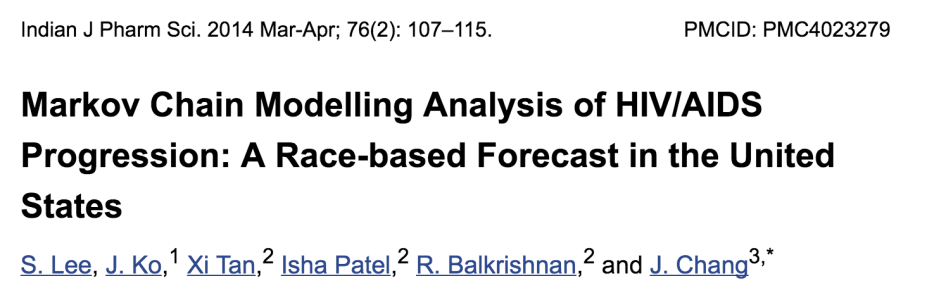 Indian J Pharm Sci. 2014 Mar-Apr; 76(2): 107–115. PMCID: PMC4023279
Markov Chain Modelling Analysis of HIV/AIDS
Progression: A Race-based Forecast in the United
States
S. Lee, J. Ko,1 Xi Tan,2 Isha Patel,2 R. Balkrishnan,2 and J. Chang3,*